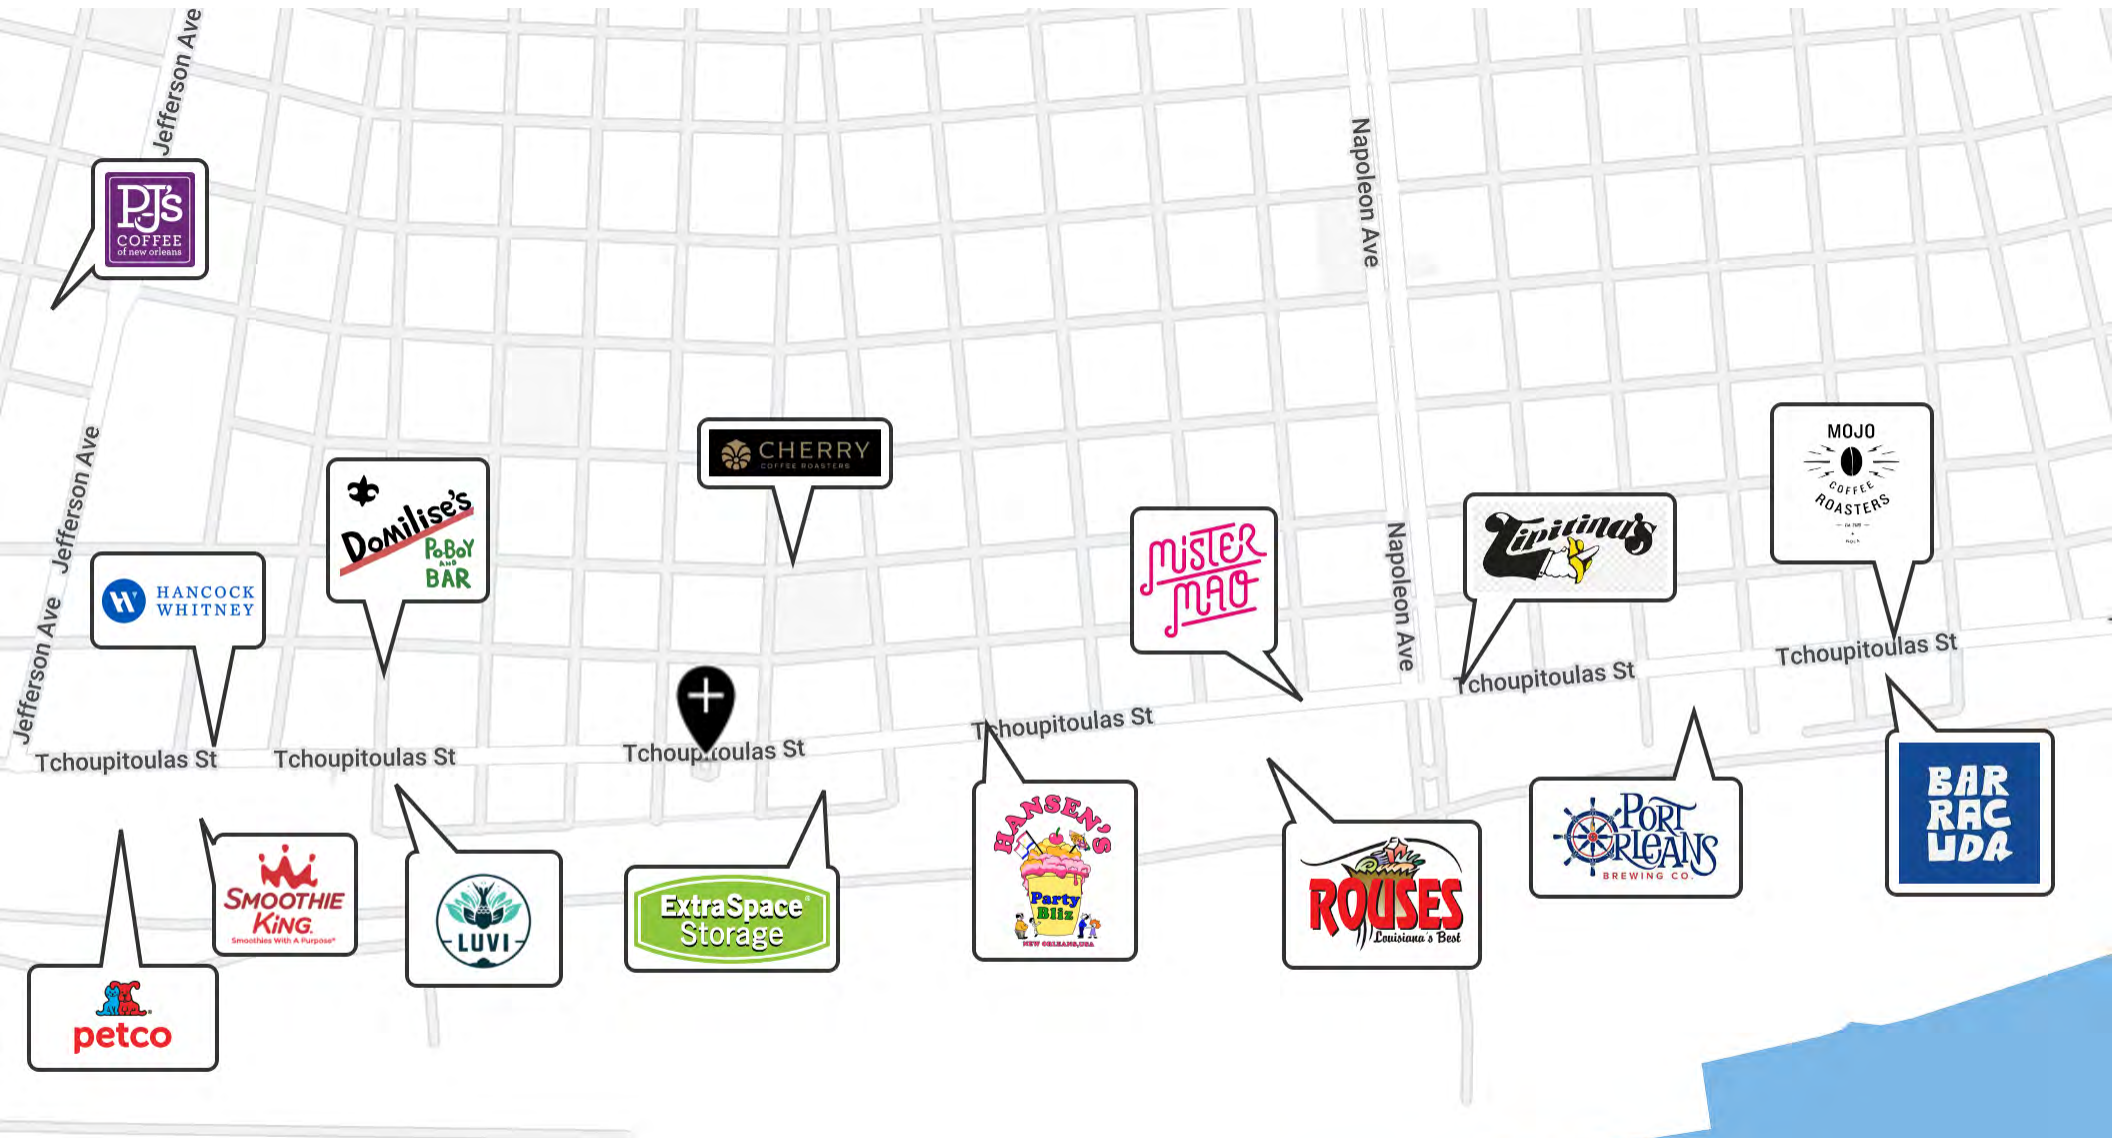 Jefferson Ave
PJ's
COFFEE
of new orleans
Napoleon Ave
Jefferson Ave
CHERRY
COFFEE ROASTERS
MOJO
COFFEE
ROASTERS
DOMILISE'S
PO-BOY
AND
BAR
Tipitina's
MISTER
MAO
Napoleon Ave
HANCOCK
WHITNEY
Jefferson Ave
Tchoupitoulas St
Tchoupitoulas St
Tchoupitoulas St
Tchoupitoulas St
Tchoupitoulas St
Tchoupitoulas St
BAR
RAC
UDA
HANSEN'S
Party
Bliz
NEW ORLEANS, USA
PORT
ORLEANS
BREWING CO.
SMOOTHIE
KING.
Smoothies With A Purpose®
LUVI
ExtraSpace®
Storage
ROUSES
Louisiana's Best
petco